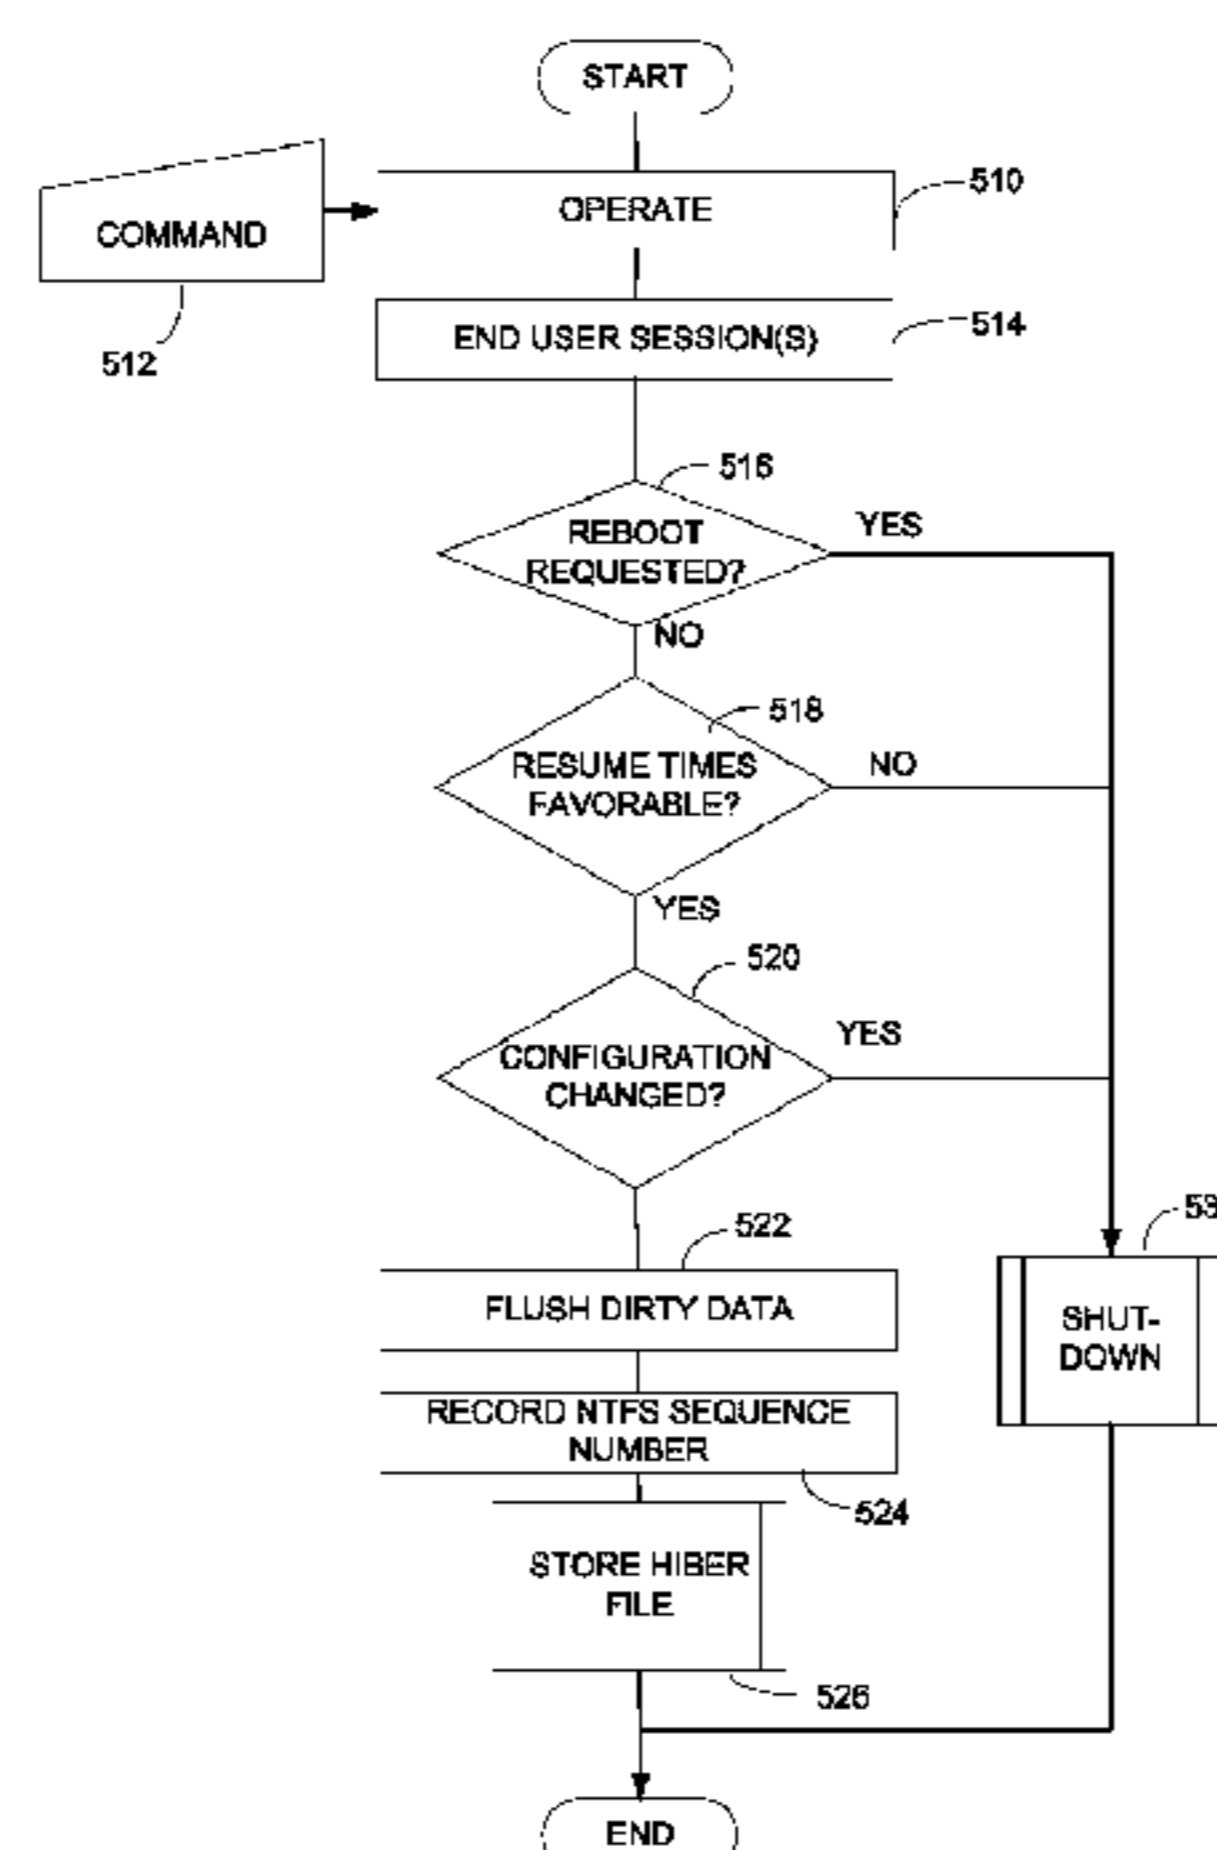 START
510
OPERATE
COMMAND
512
END USER SESSION(S)
514
516
REBOOT
REQUESTED?
YES
NO
518
RESUME TIMES
FAVORABLE?
NO
YES
520
CONFIGURATION
CHANGED?
YES
522
FLUSH DIRTY DATA
53
SHUT-
DOWN
RECORD NTFS SEQUENCE
NUMBER
524
STORE HIBER
FILE
526
END